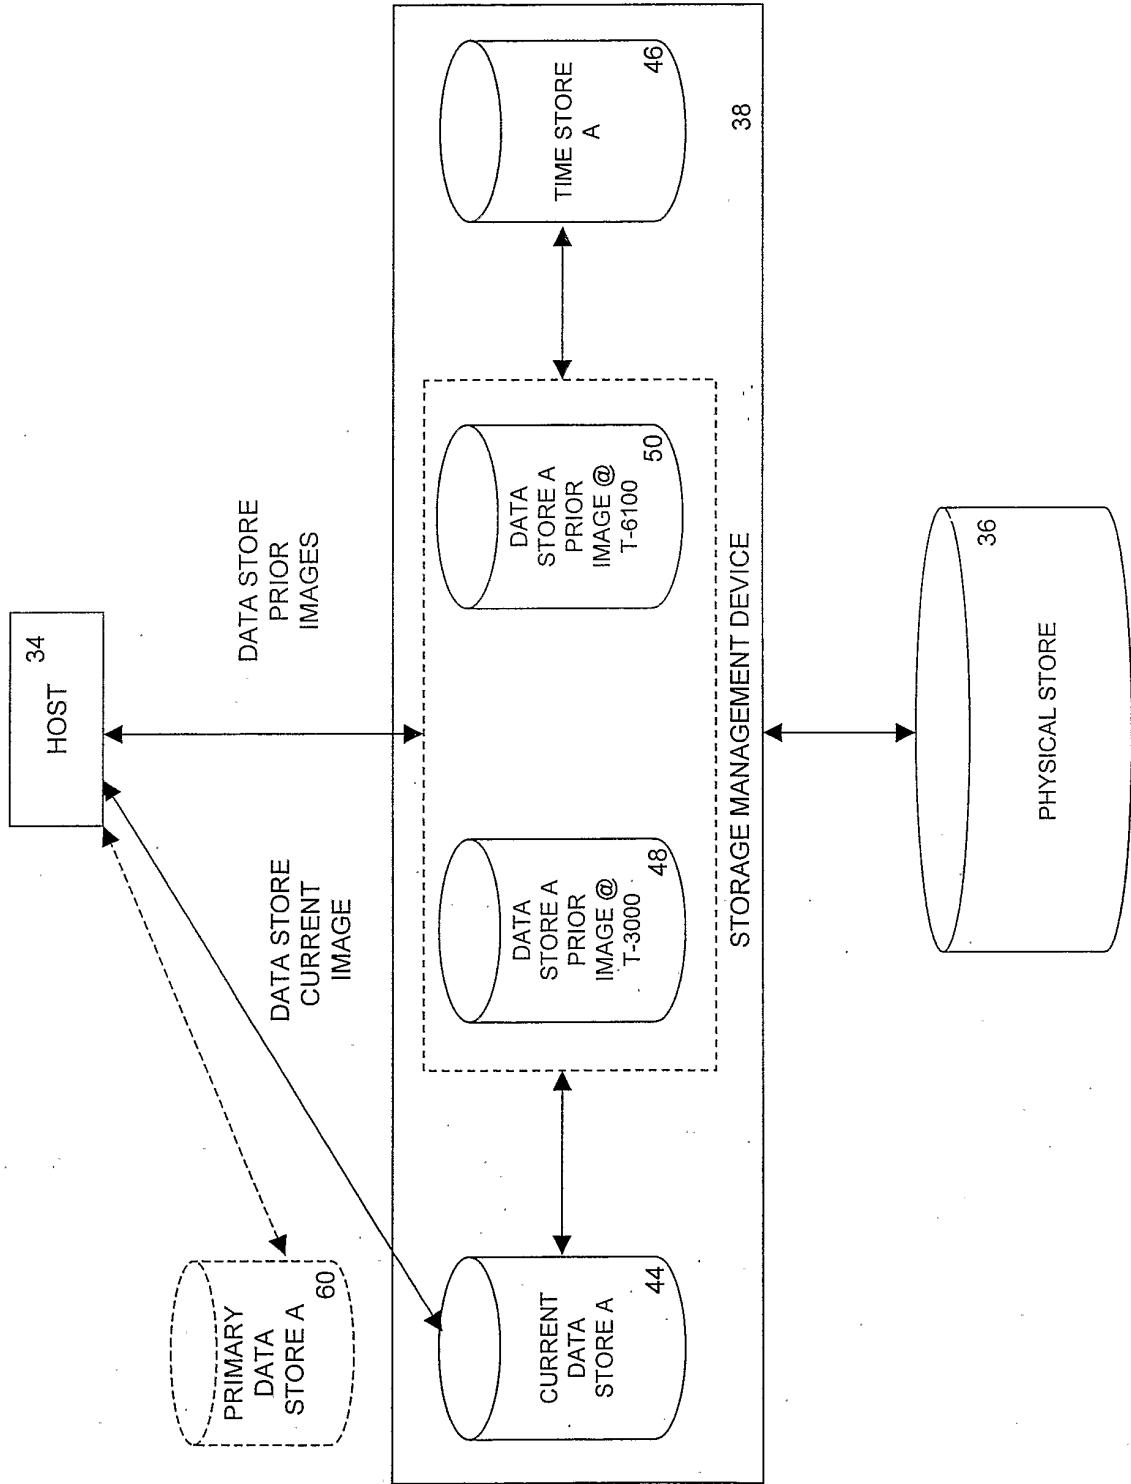 34
HOST
DATA STORE
PRIOR
IMAGES
DATA STORE
CURRENT
IMAGE
PRIMARY
DATA
STORE A
60
CURRENT
DATA
STORE A
44
DATA
STORE A
PRIOR
IMAGE @
T-3000
48
DATA
STORE A
PRIOR
IMAGE @
T-6100
50
TIME STORE
A
46
STORAGE MANAGEMENT DEVICE
38
36
PHYSICAL STORE